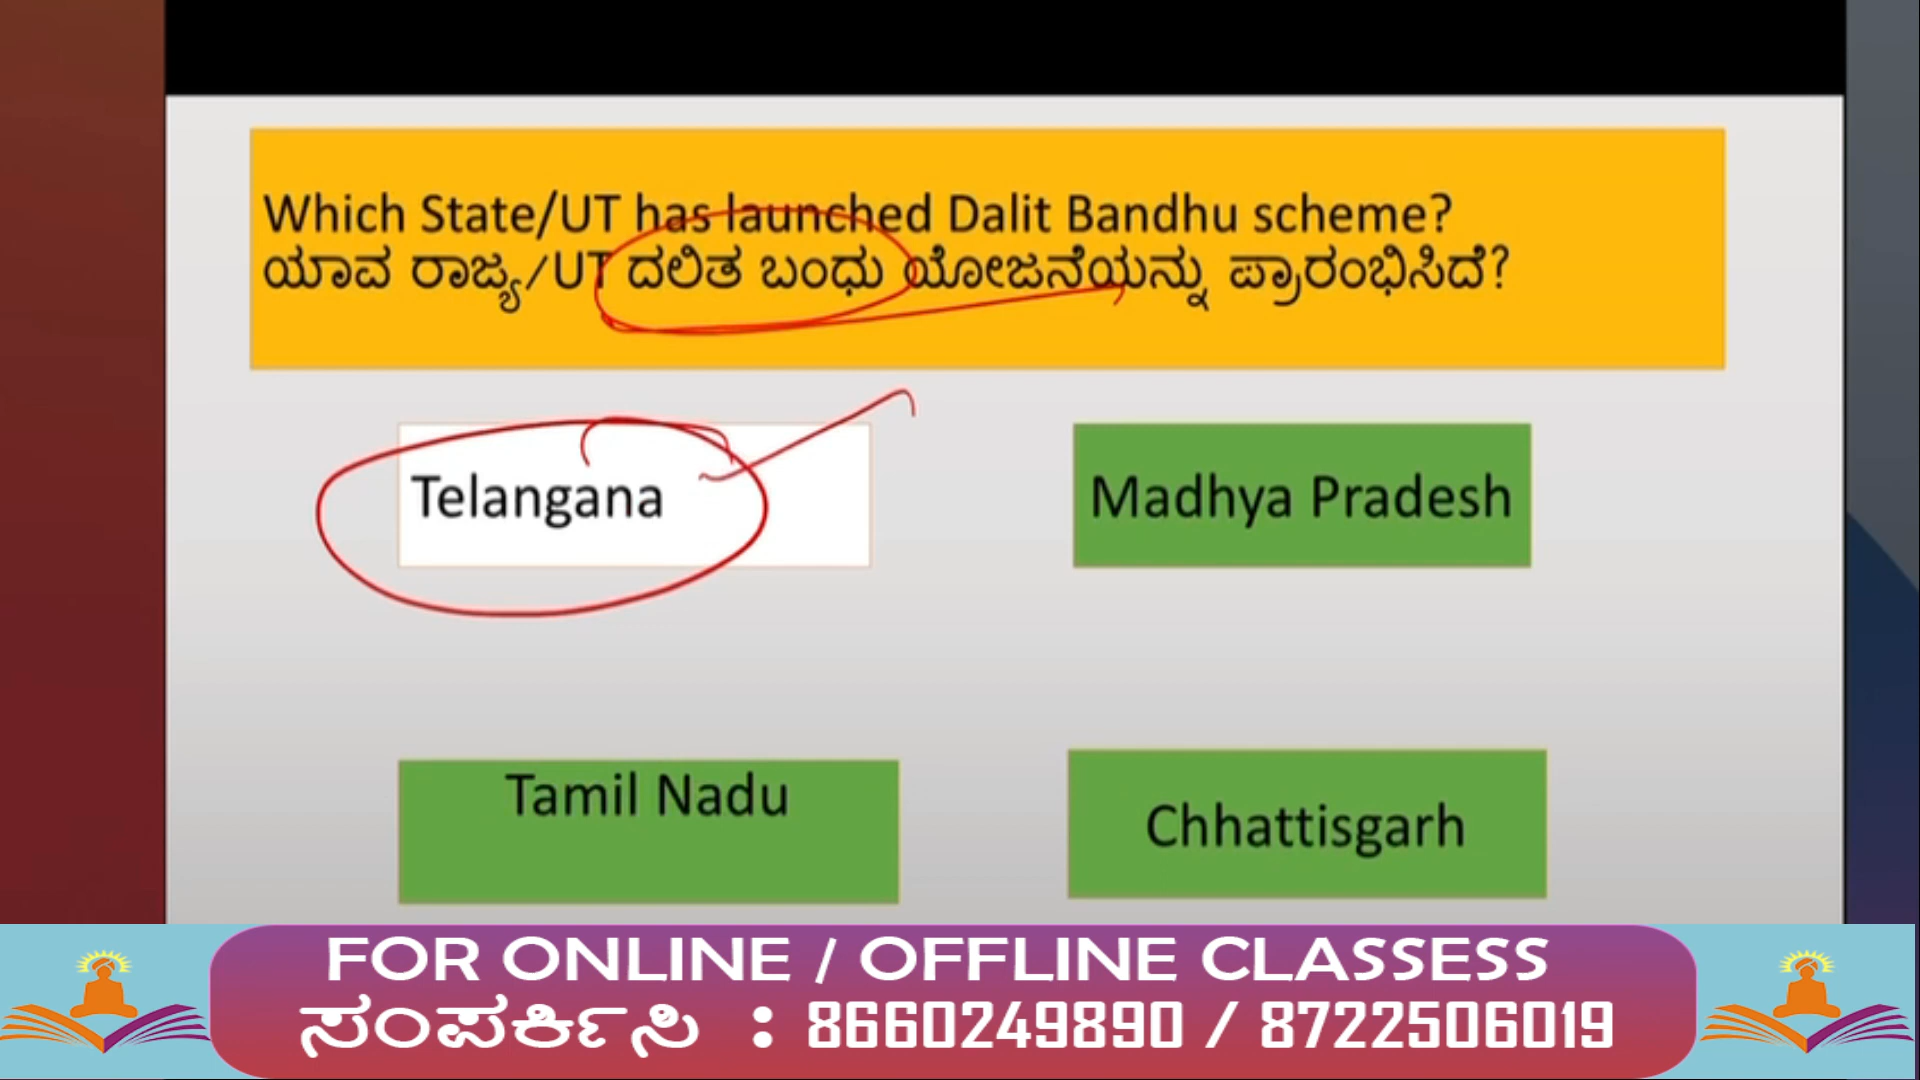 Which State/UT has launched Dalit Bandhu scheme?
ಯಾವ ರಾಜ್ಯ/UT ದಲಿತ ಬಂಧು ಯೋಜನೆಯನ್ನು ಪ್ರಾರಂಭಿಸಿದೆ?
Telangana
Madhya Pradesh
Tamil Nadu
Chhattisgarh
FOR ONLINE / OFFLINE CLASSESS
ಸಂಪರ್ಕಿಸಿ : 8660249890 / 8722506019